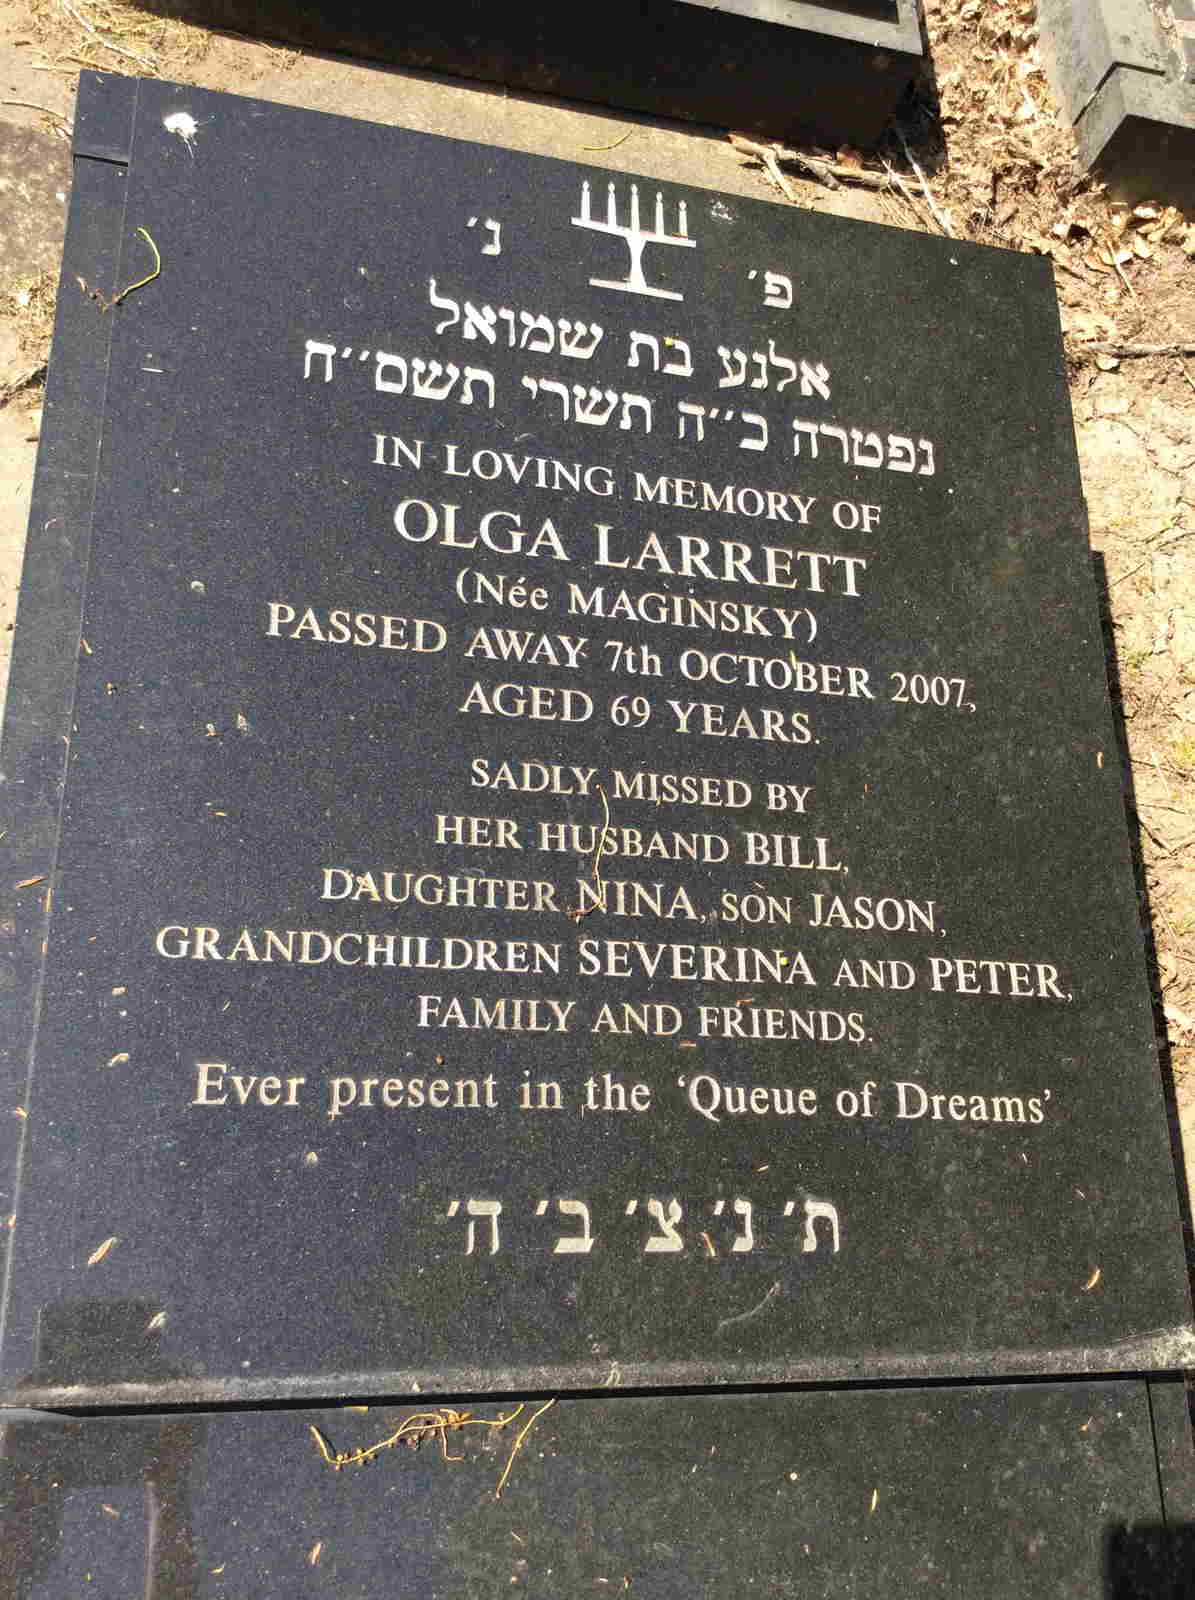 פ' נ'
אלגע בת שמואל
נפטרה כ''ה תשרי תשס''ח
IN LOVING MEMORY OF
OLGA LARRETT
(Née MAGINSKY)
PASSED AWAY 7th OCTOBER 2007,
AGED 69 YEARS.
SADLY MISSED BY
HER HUSBAND BILL,
DAUGHTER NINA, SON JASON,
GRANDCHILDREN SEVERINA AND PETER,
FAMILY AND FRIENDS.
Ever present in the ‘Queue of Dreams’
ת' נ' צ' ב' ה'